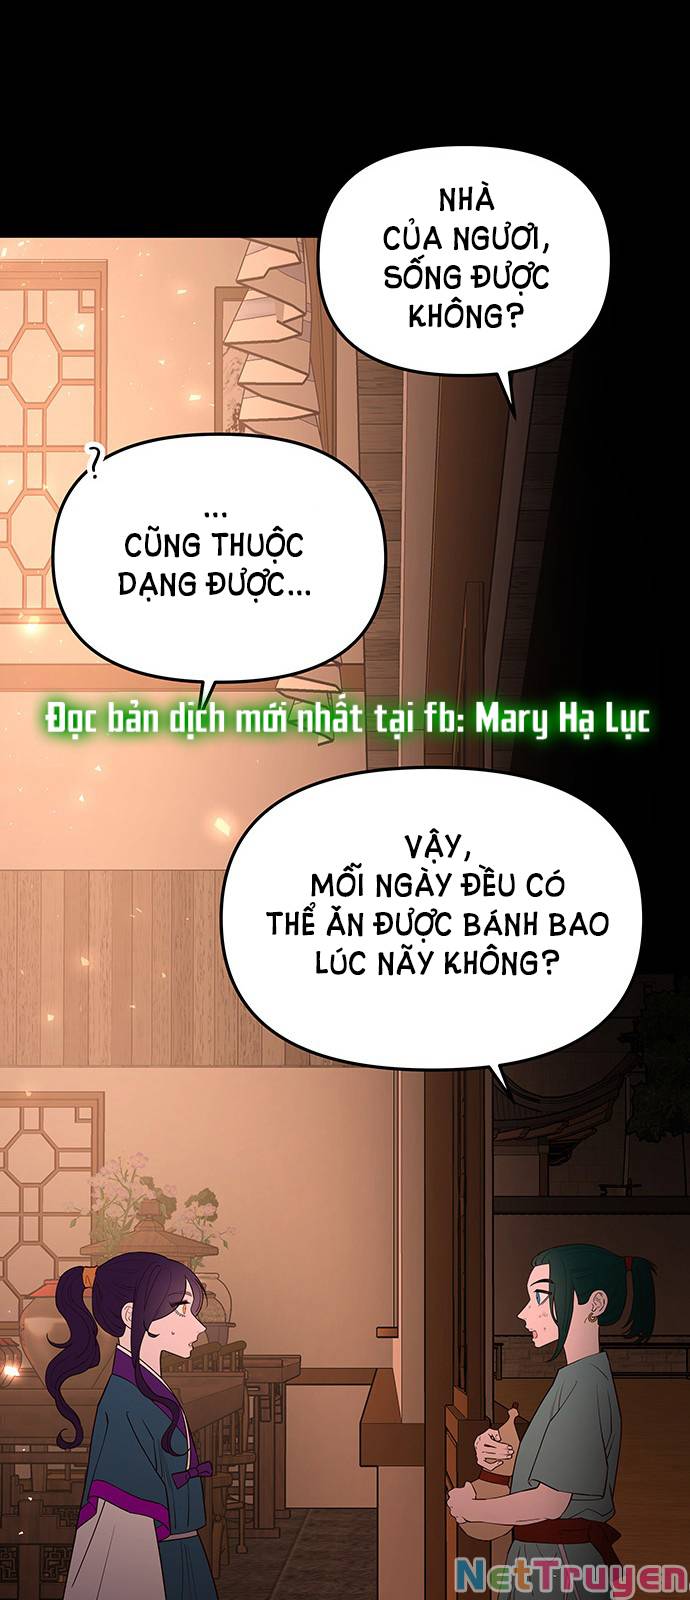 NHÀ
CỦA NGƯƠI,
SỐNG ĐƯỢC
KHÔNG?
?
...
CŨNG THUỘC
DẠNG ĐƯỢC...
Đọc bản dịch mới nhất tại fb: Mary Hạ Lục
VẬY,
MỖI NGÀY ĐỀU CÓ
THỂ ĂN ĐƯỢC BÁNH BAO
LÚC NÃY KHÔNG?
NetTruyen